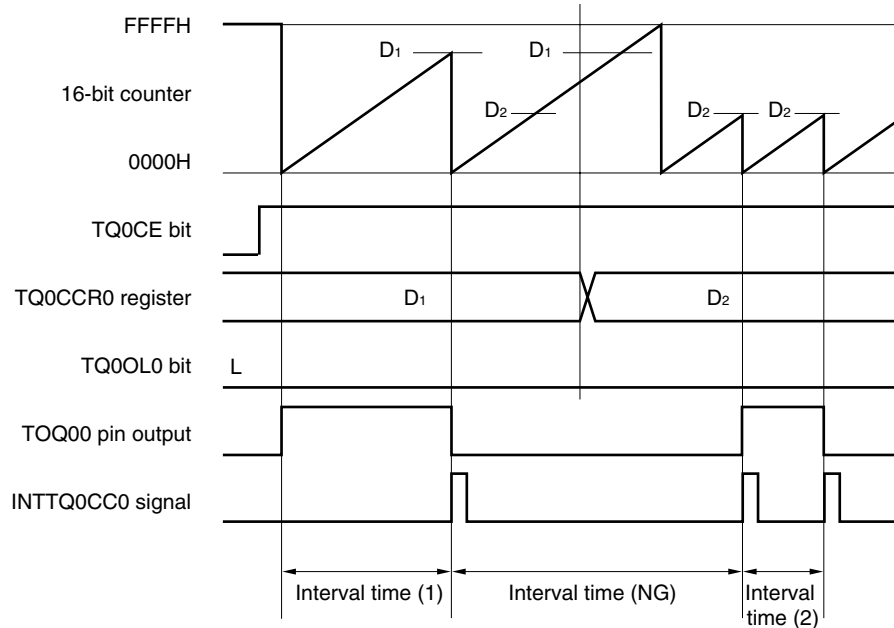 FFFFH
D1
D1
16-bit counter
D2
D2
D2
0000H
TQ0CE bit
TQ0CCR0 register
D1
D2
TQ0OL0 bit
L
TOQ00 pin output
INTTQ0CC0 signal
Interval time (1)
Interval time (NG)
Interval
time (2)